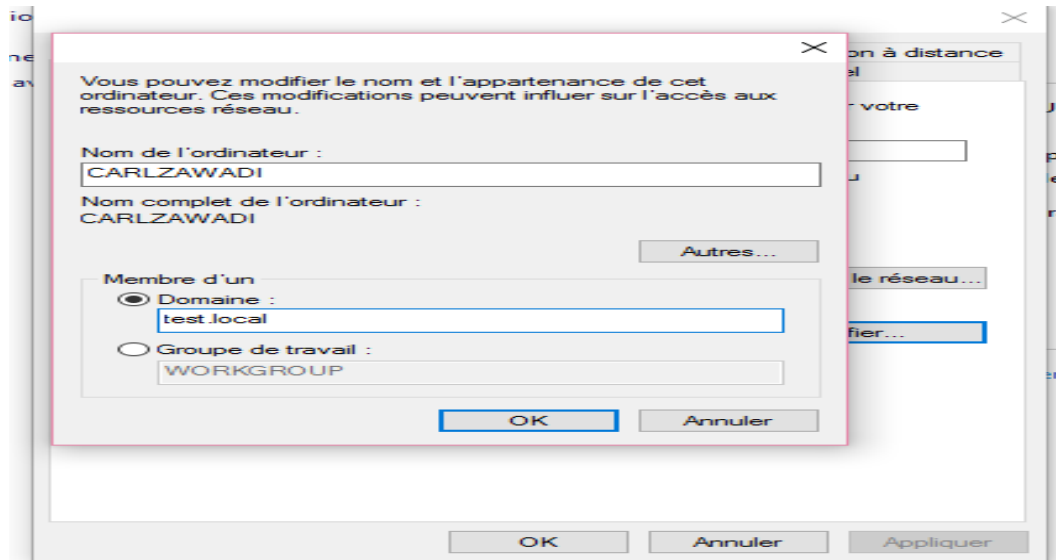 Vous pouvez modifier le nom et l'appartenance de cet
ordinateur. Ces modifications peuvent influer sur l'accès aux
ressources réseau.
Nom de l'ordinateur :
CARLZAWADI
Nom complet de l'ordinateur :
CARLZAWADI
Autres...
Membre d'un
Domaine :
test.local
Groupe de travail :
WORKGROUP
OK Annuler
on à distance
el
votre
le réseau...
fier...
OK Annuler Appliquer